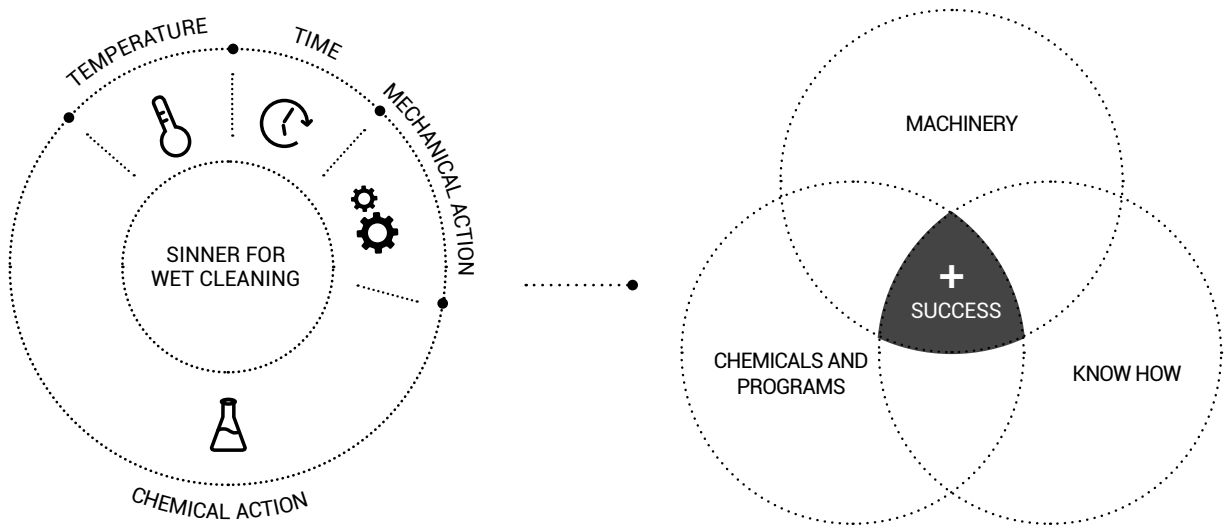 TEMPERATURE
TIME
MECHANICAL ACTION
SINNER FOR
WET CLEANING
CHEMICAL ACTION
MACHINERY
+
SUCCESS
CHEMICALS AND
PROGRAMS
KNOW HOW